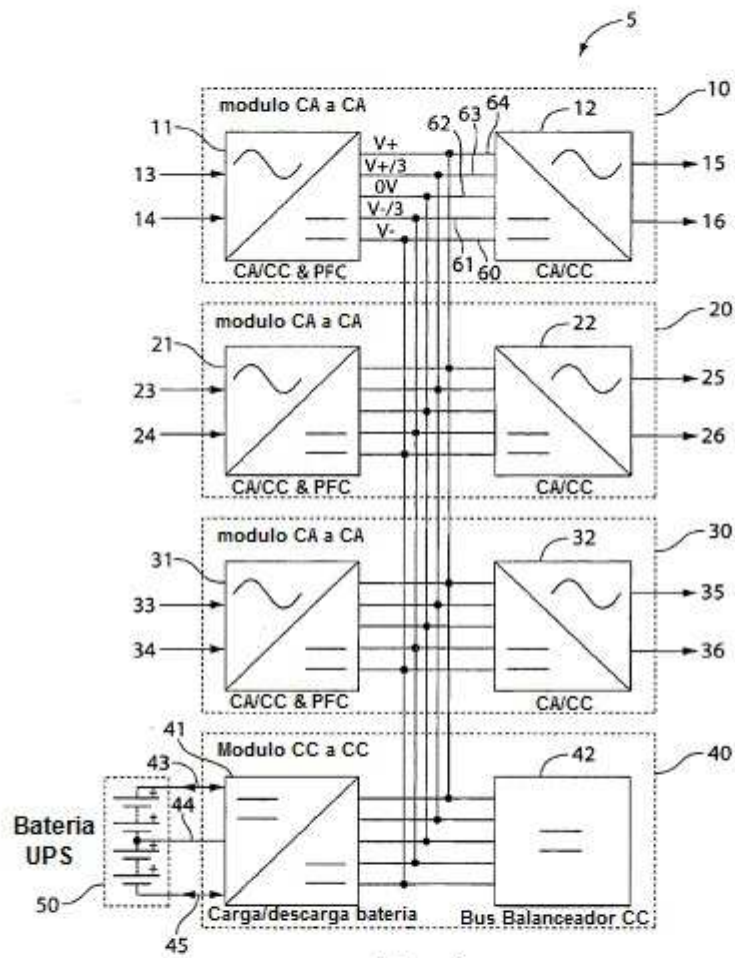 5
modulo CA a CA
10
11
12
62 63 64
V+
V+/3
0V
V-/3
V-
13
14
15
16
61 60
CA/CC & PFC
CA/CC
modulo CA a CA
20
21
22
23
24
25
26
CA/CC & PFC
CA/CC
modulo CA a CA
30
31
32
33
34
35
36
CA/CC & PFC
CA/CC
Modulo CC a CC
40
41
42
43
44
Bateria
UPS
50
45
+
+
+
+
Carga/descarga bateria
Bus Balanceador CC